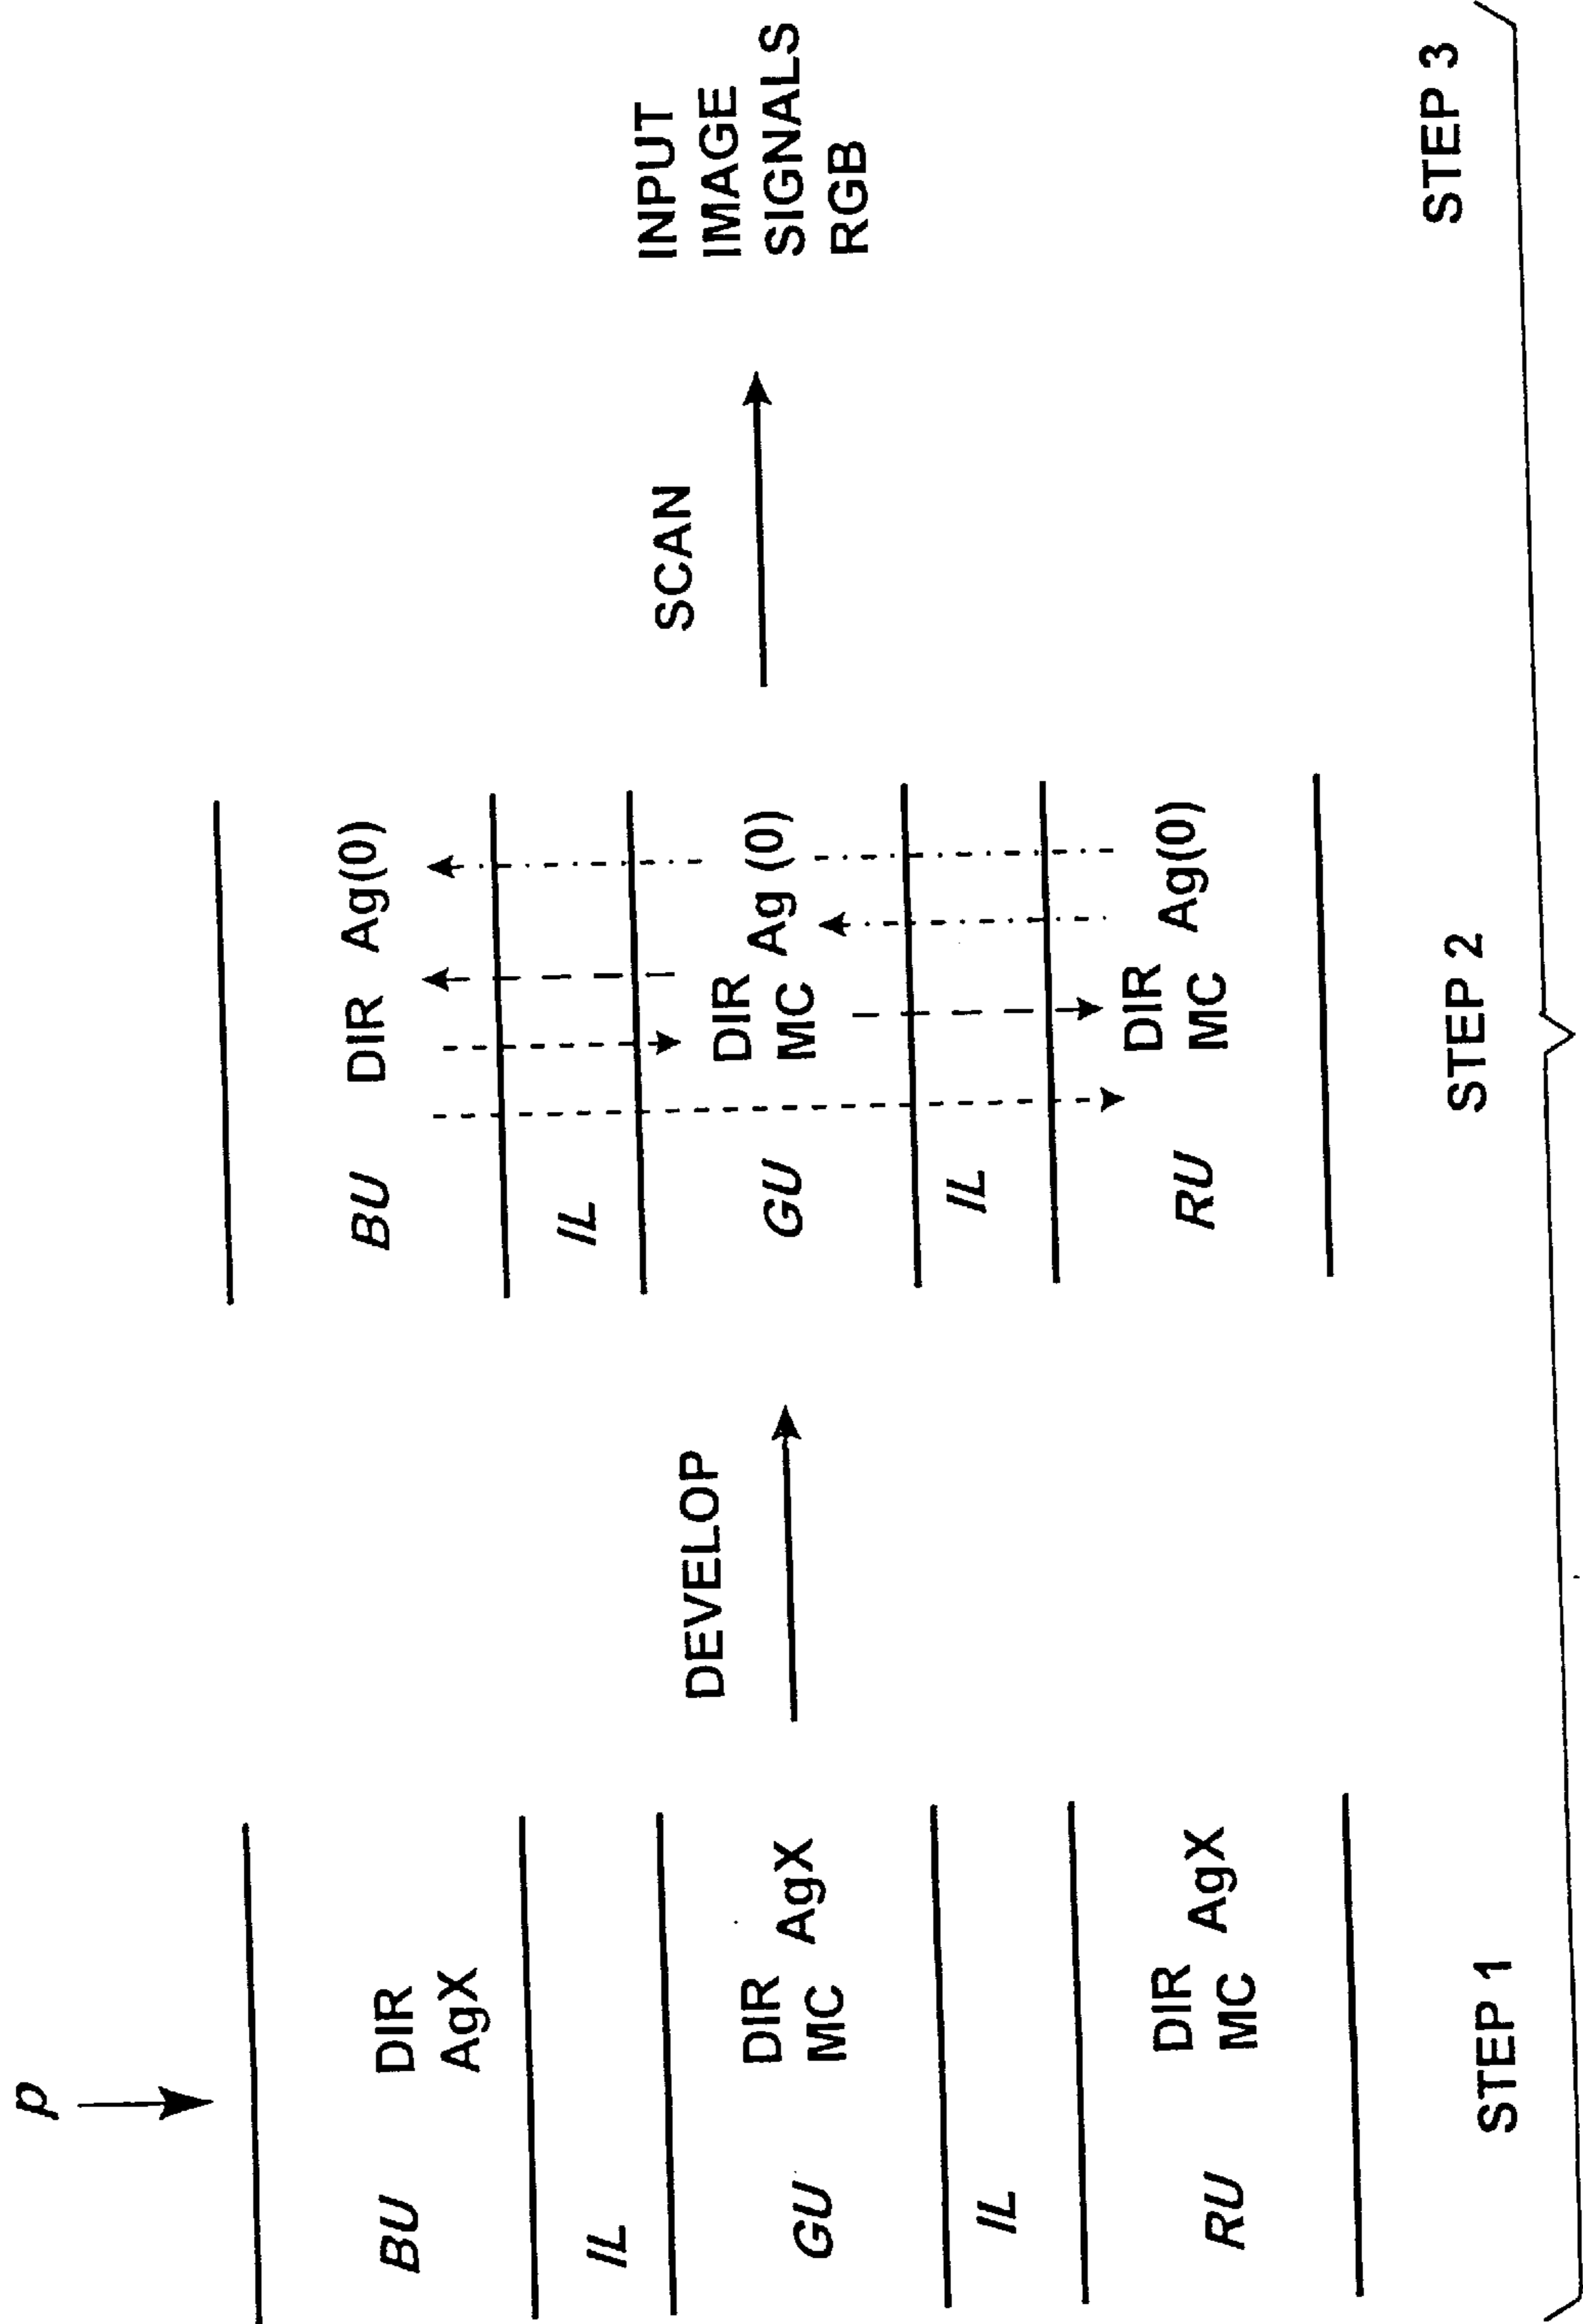 p
BU DIR
AgX
IL
GU DIR
MC AgX
IL
RU DIR
MC AgX
STEP 1
DEVELOP
BU DIR Ag(0)
IL
GU DIR
MC Ag (0)
IL
RU DIR
MC Ag(0)
STEP 2
SCAN
INPUT
IMAGE
SIGNALS
RGB
STEP 3